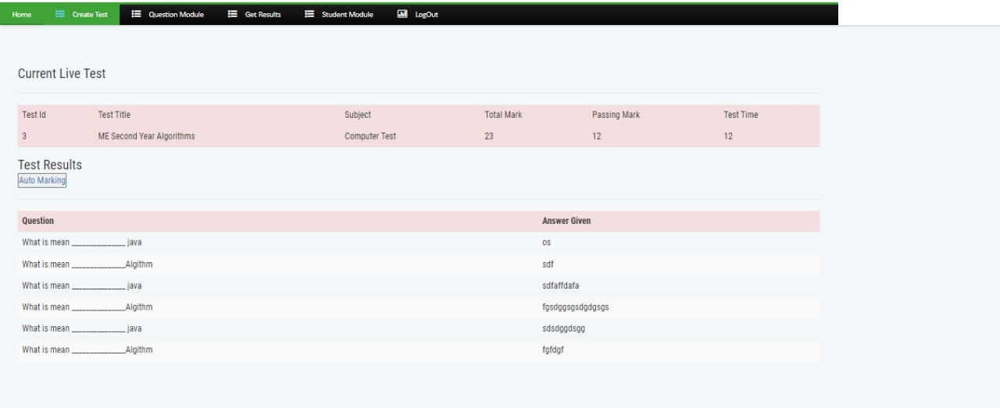 Home Create Test Question Module Get Results Student Module LogOut
Current Live Test
Test Id Test Title Subject Total Mark Passing Mark Test Time
3 ME Second Year Algorithms Computer Test 23 12 12
Test Results
Auto Marking
Question Answer Given
What is mean _______________ java os
What is mean _______________Algithm sdf
What is mean _______________ java sdfaffdafa
What is mean _______________Algithm fgsdggsgsdgdgsgs
What is mean _______________ java sdsdggdsgg
What is mean _______________Algithm fgfdgf